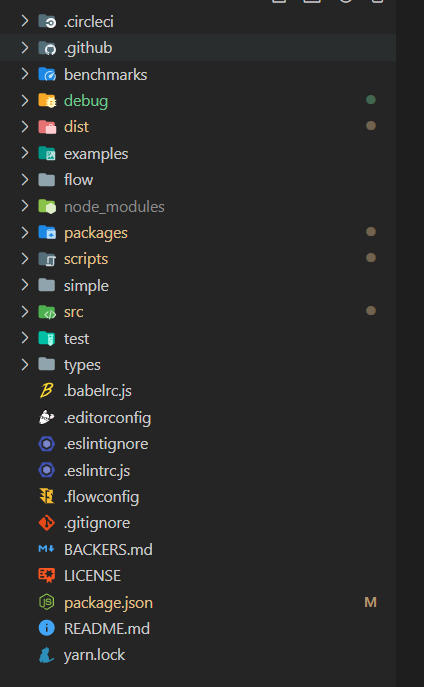 .circleci
.github
benchmarks
debug
dist
examples
flow
node_modules
packages
scripts
simple
src
test
types
.babelrc.js
.editorconfig
.eslintignore
.eslintrc.js
.flowconfig
.gitignore
BACKERS.md
LICENSE
package.json M
README.md
yarn.lock